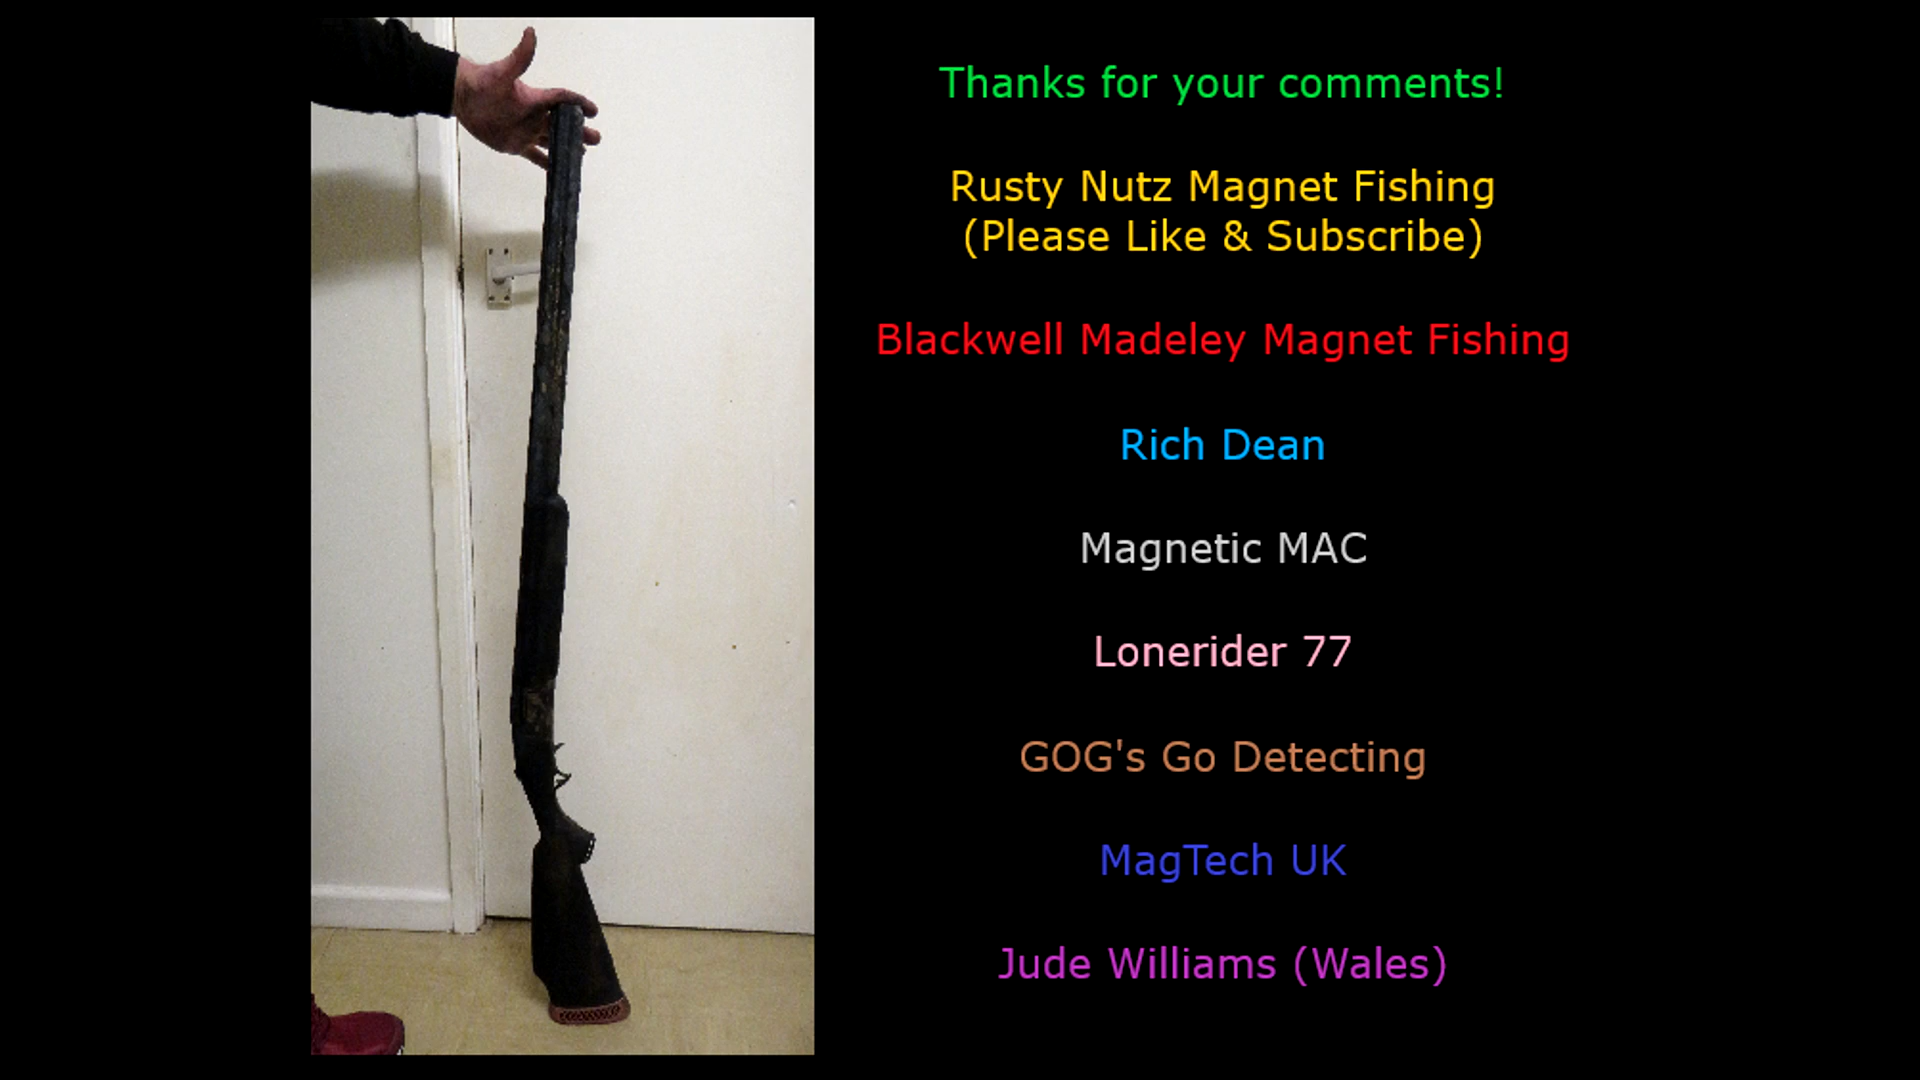 Thanks for your comments!
Rusty Nutz Magnet Fishing
(Please Like & Subscribe)
Blackwell Madeley Magnet Fishing
Rich Dean
Magnetic MAC
Lonerider 77
GOG's Go Detecting
MagTech UK
Jude Williams (Wales)